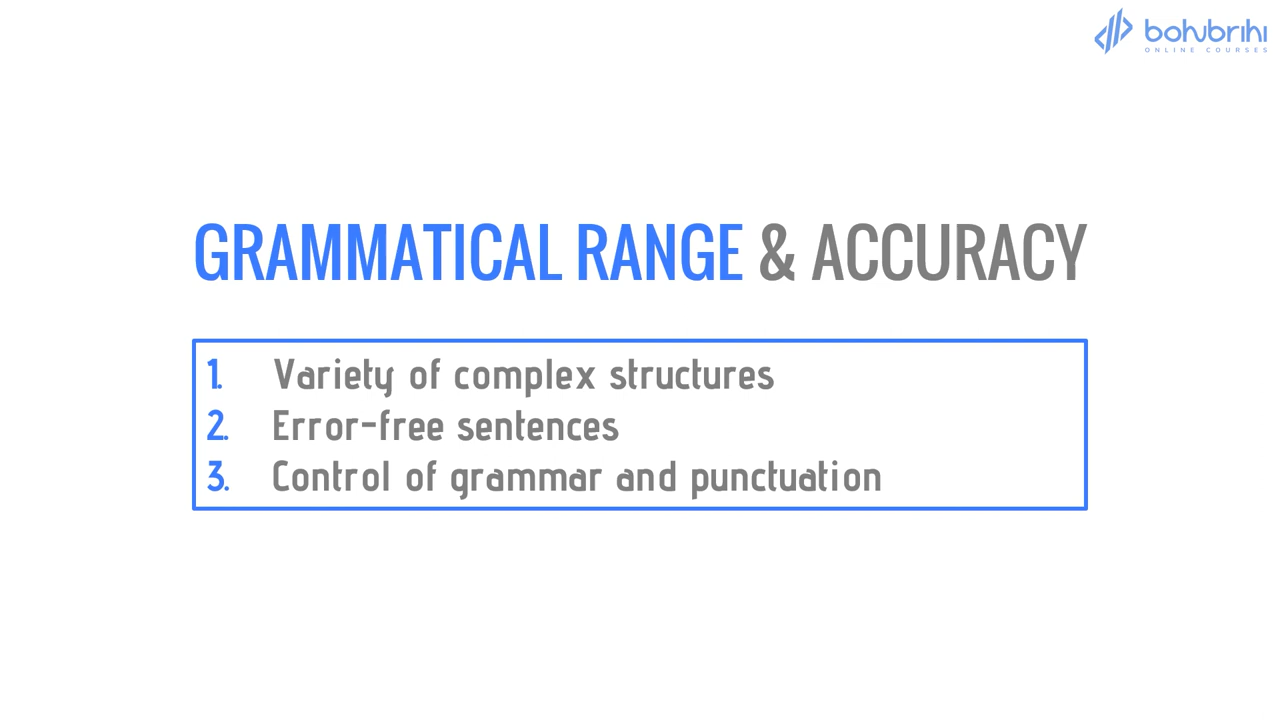 bohubrihi
ONLINE COURSES
GRAMMATICAL RANGE & ACCURACY
1. Variety of complex structures
2. Error-free sentences
3. Control of grammar and punctuation